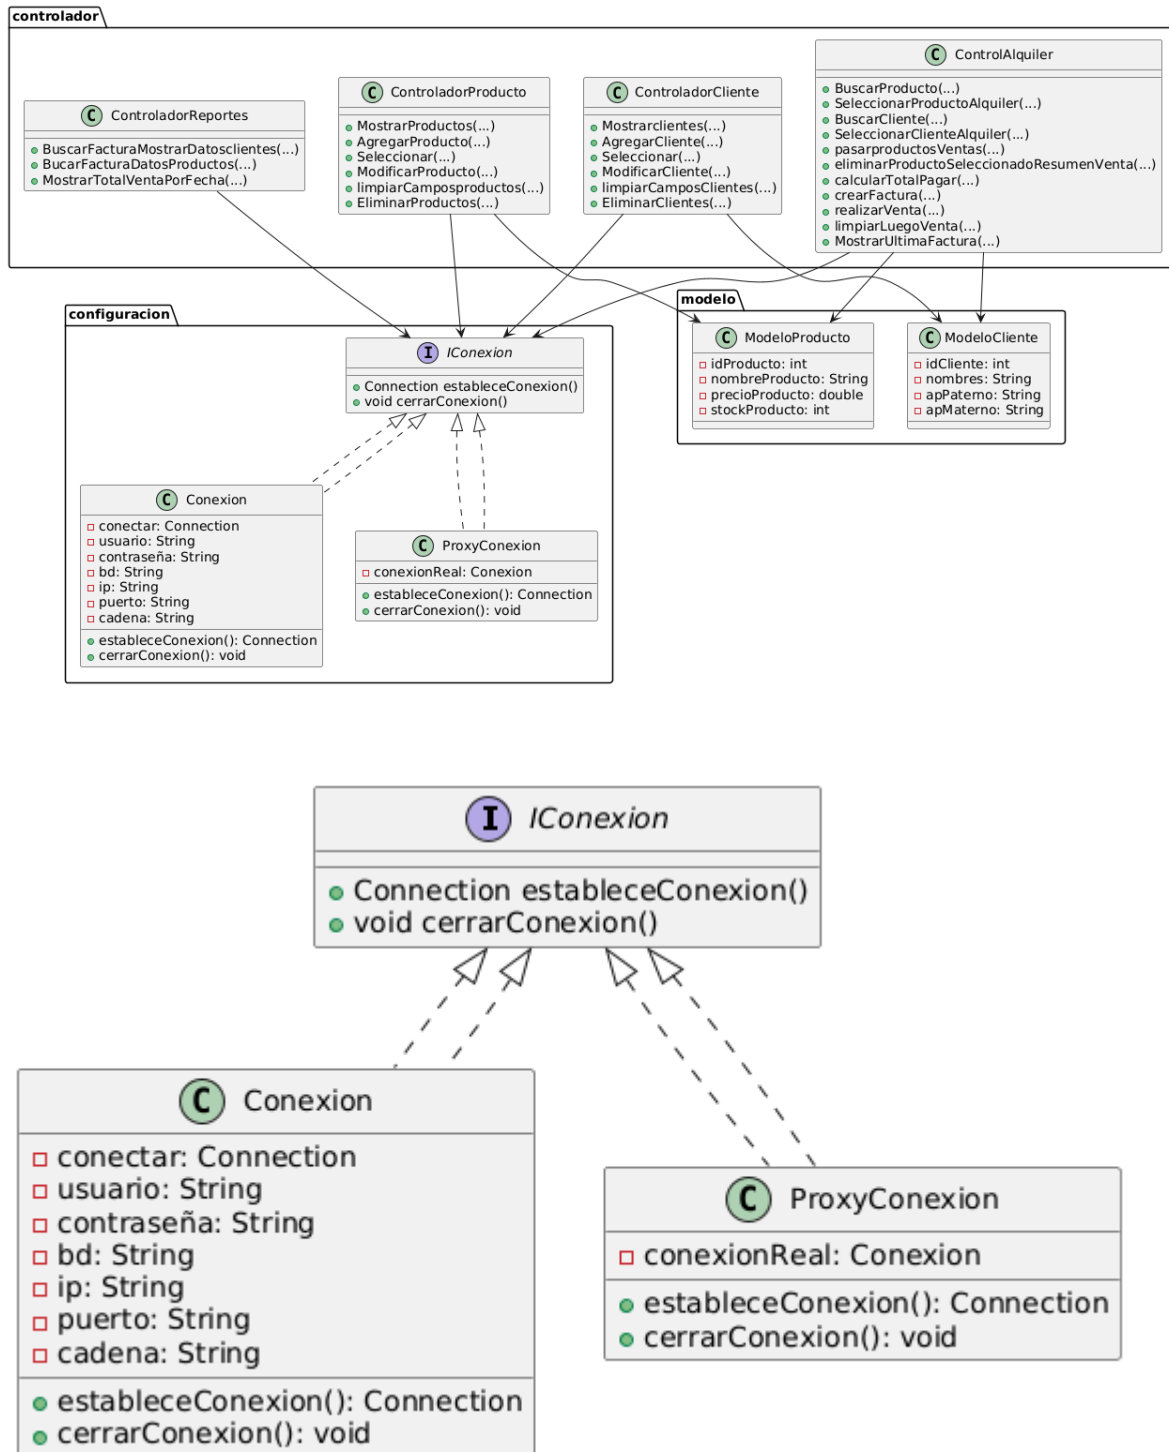 controlador
C ControladorReportes
BuscarFacturaMostrarDatosclientes(...)
BucarFacturaDatosProductos(...)
MostrarTotalVentaPorFecha(...)
C ControladorProducto
MostrarProductos(...)
AgregarProducto(...)
Seleccionar(...)
ModificarProducto(...)
limpiarCamposproductos(...)
EliminarProductos(...)
C ControladorCliente
Mostrarclientes(...)
AgregarCliente(...)
Seleccionar(...)
ModificarCliente(...)
limpiarCamposClientes(...)
EliminarClientes(...)
C ControlAlquiler
BuscarProducto(...)
SeleccionarProductoAlquiler(...)
BuscarCliente(...)
SeleccionarClienteAlquiler(...)
pasarproductosVentas(...)
eliminarProductoSeleccionadoResumenVenta(...)
calcularTotalPagar(...)
crearFactura(...)
realizarVenta(...)
limpiarLuegoVenta(...)
MostrarUltimaFactura(...)
configuracion
I IConexion
Connection estableceConexion()
void cerrarConexion()
C Conexion
conectar: Connection
usuario: String
contraseña: String
bd: String
ip: String
puerto: String
cadena: String
estableceConexion(): Connection
cerrarConexion(): void
C ProxyConexion
conexionReal: Conexion
estableceConexion(): Connection
cerrarConexion(): void
modelo
C ModeloProducto
idProducto: int
nombreProducto: String
precioProducto: double
stockProducto: int
C ModeloCliente
idCliente: int
nombres: String
apPaterno: String
apMaterno: String
I IConexion
Connection estableceConexion()
void cerrarConexion()
C Conexion
conectar: Connection
usuario: String
contraseña: String
bd: String
ip: String
puerto: String
cadena: String
estableceConexion(): Connection
cerrarConexion(): void
C ProxyConexion
conexionReal: Conexion
estableceConexion(): Connection
cerrarConexion(): void